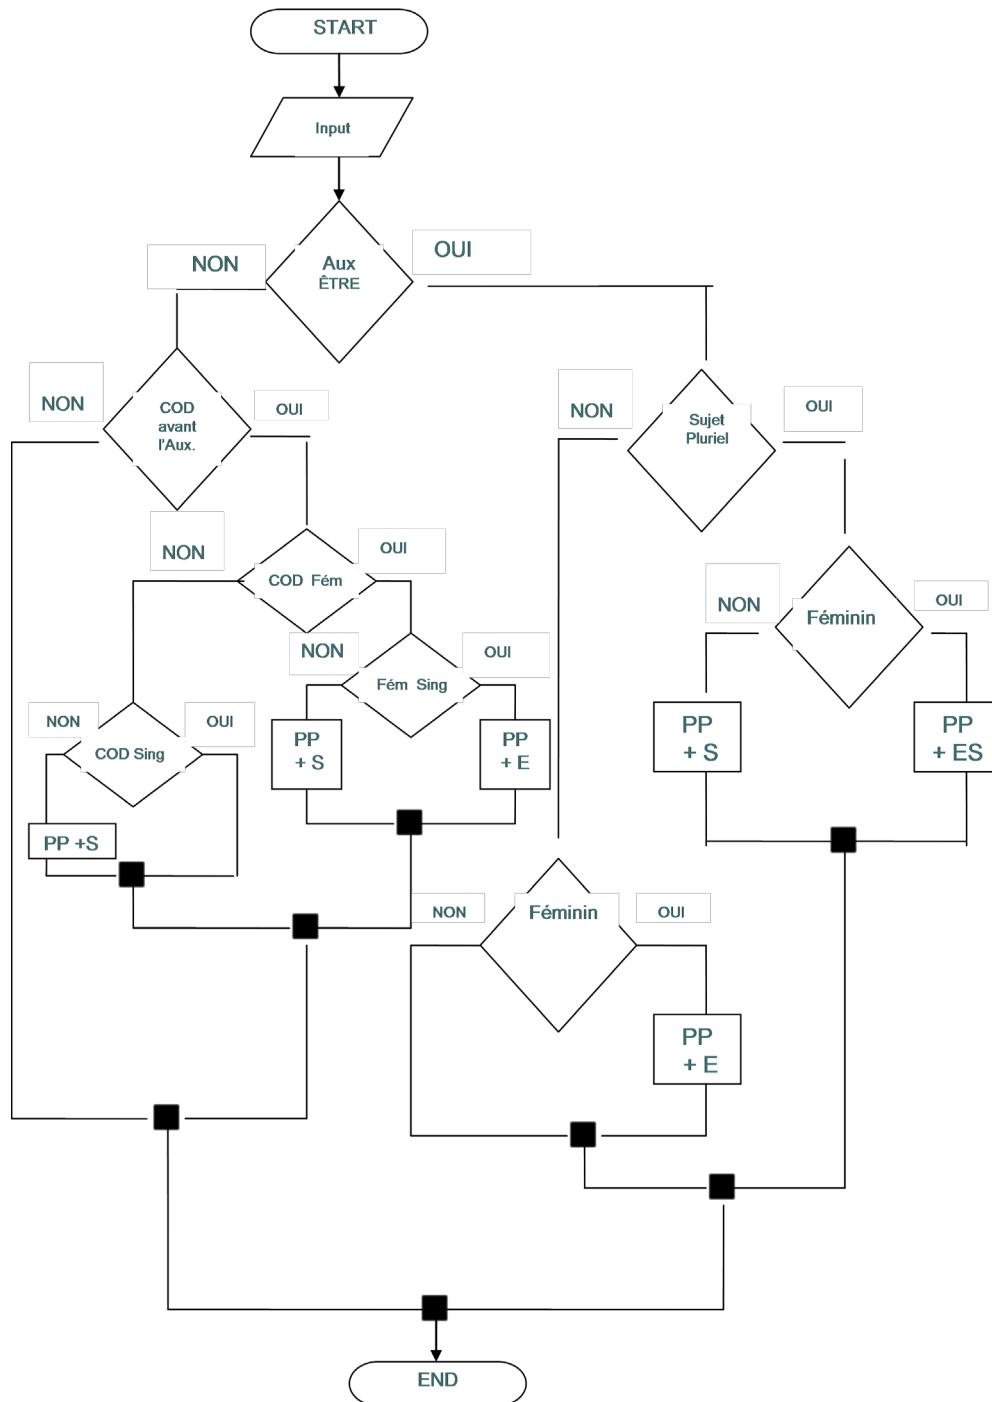 START
Input
NON
Aux
ÊTRE
OUI
NON
COD
avant
l'Aux.
OUI
NON
Sujet
Pluriel
OUI
NON
COD Fém
OUI
NON
Féminin
OUI
NON
Fém Sing
OUI
NON
COD Sing
OUI
PP
+ S
PP
+ E
PP
+ S
PP
+ ES
PP +S
NON
Féminin
OUI
PP
+ E
END